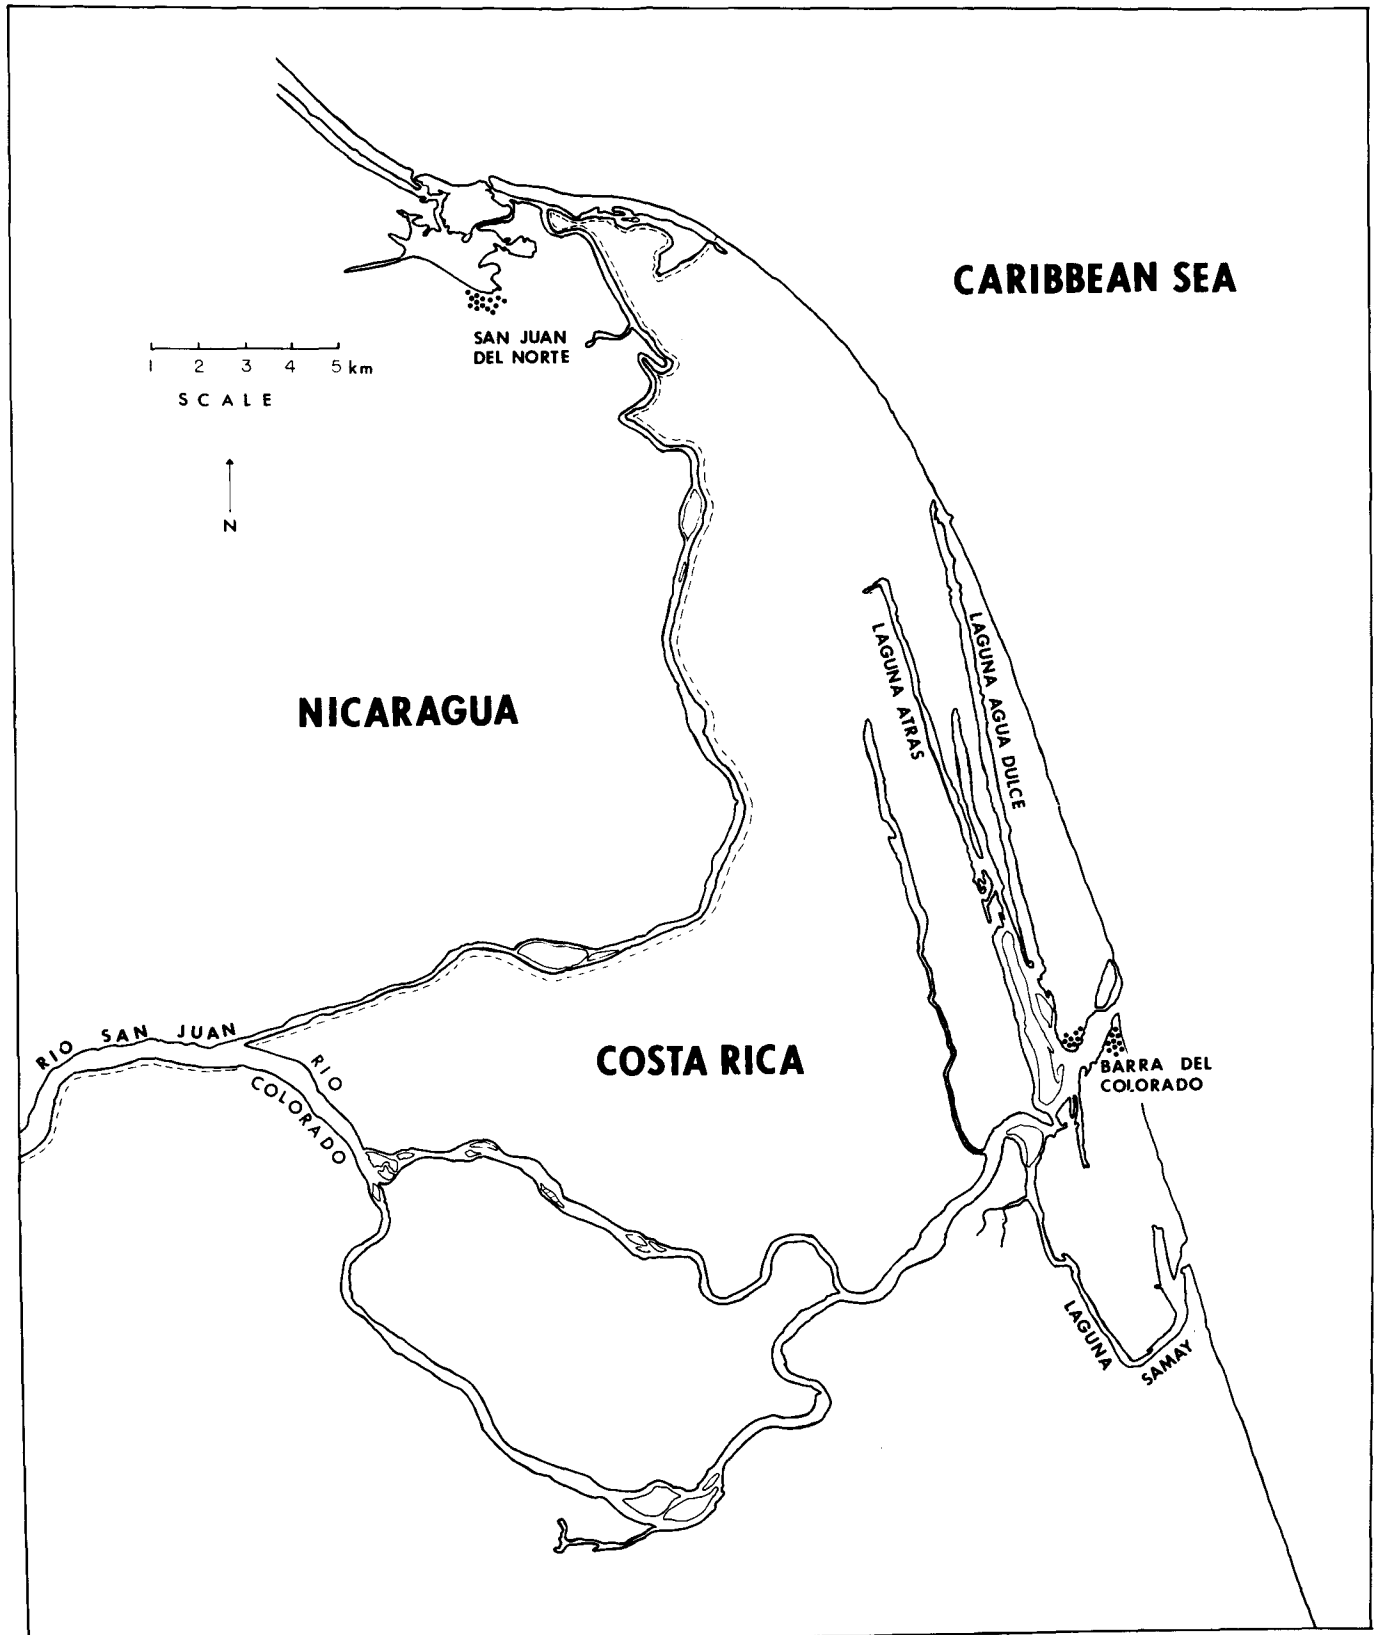 CARIBBEAN SEA
SAN JUAN
DEL NORTE
1 2 3 4 5 km
SCALE
N
LAGUNA ATRAS
LAGUNA AGUA DULCE
NICARAGUA
RIO SAN JUAN
RIO
COLORADO
COSTA RICA
BARRA DEL
COLORADO
LAGUNA
SAMAY